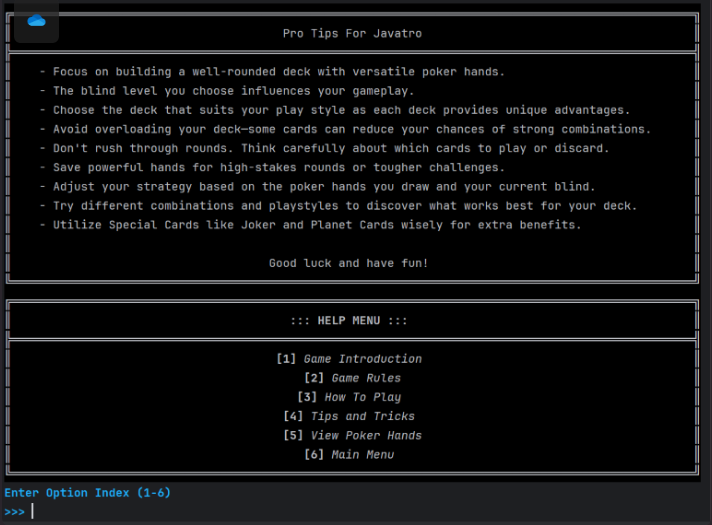 Pro Tips For Javatro
- Focus on building a well-rounded deck with versatile poker hands.
- The blind level you choose influences your gameplay.
- Choose the deck that suits your play style as each deck provides unique advantages.
- Avoid overloading your deck—some cards can reduce your chances of strong combinations.
- Don't rush through rounds. Think carefully about which cards to play or discard.
- Save powerful hands for high-stakes rounds or tougher challenges.
- Adjust your strategy based on the poker hands you draw and your current blind.
- Try different combinations and playstyles to discover what works best for your deck.
- Utilize Special Cards like Joker and Planet Cards wisely for extra benefits.
Good luck and have fun!
::: HELP MENU :::
[1] Game Introduction
[2] Game Rules
[3] How To Play
[4] Tips and Tricks
[5] View Poker Hands
[6] Main Menu
Enter Option Index (1-6)
>>>